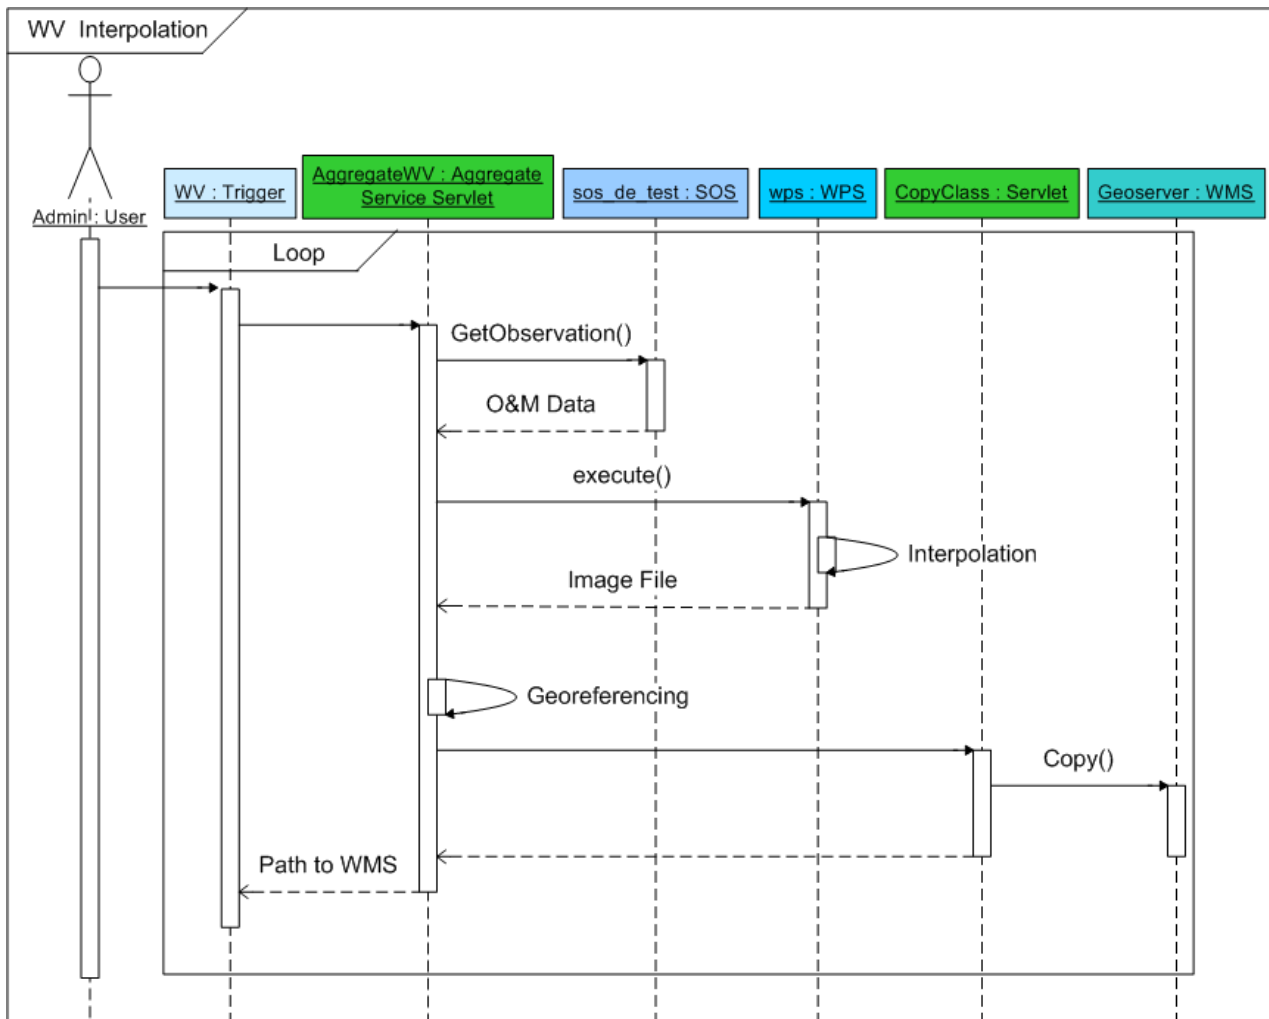 WV Interpolation
Admin : User
WV : Trigger
AggregateWV : Aggregate
Service Servlet
sos_de_test : SOS
wps : WPS
CopyClass : Servlet
Geoserver : WMS
Loop
GetObservation()
O&M Data
execute()
Interpolation
Image File
Georeferencing
Copy()
Path to WMS